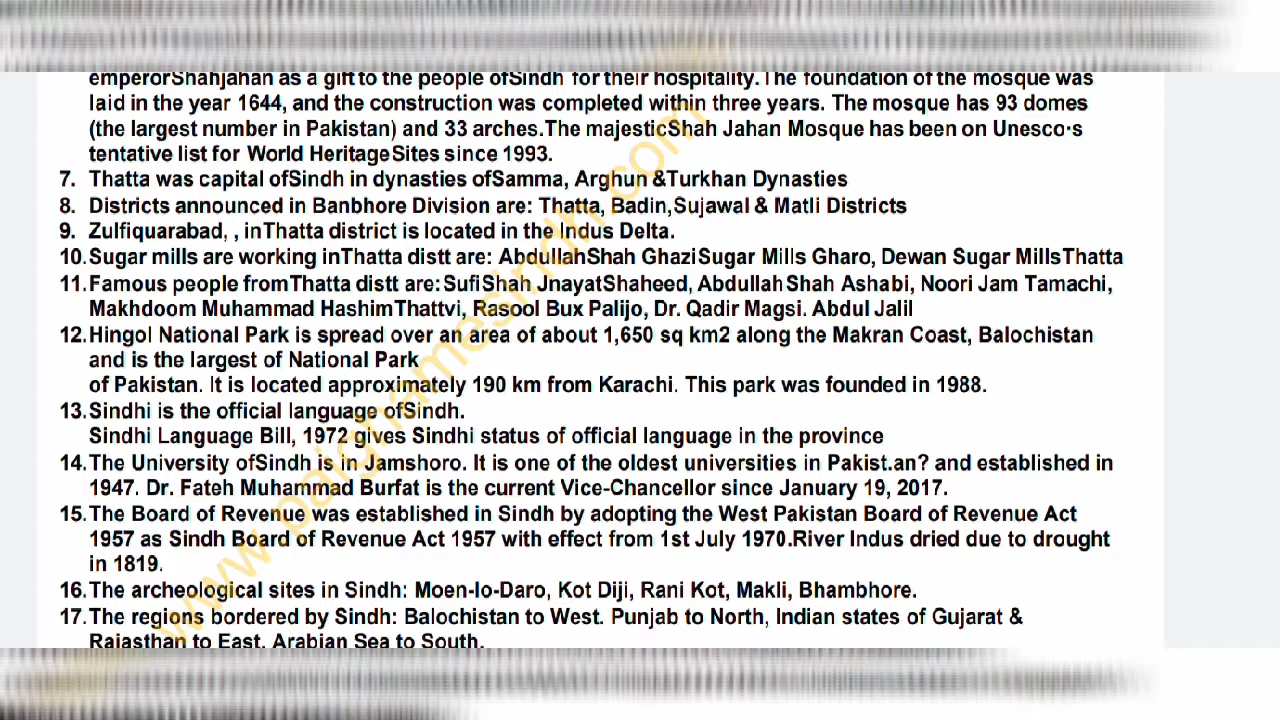 emperorShahjahan as a gift to the people ofSindh for their hospitality.The foundation of the mosque was
laid in the year 1644, and the construction was completed within three years. The mosque has 93 domes
(the largest number in Pakistan) and 33 arches.The majesticShah Jahan Mosque has been on Unesco·s
tentative list for World HeritageSites since 1993.
7. Thatta was capital ofSindh in dynasties ofSamma, Arghun &Turkhan Dynasties
8. Districts announced in Banbhore Division are: Thatta, Badin,Sujawal & Matli Districts
9. Zulfiquarabad, , inThatta district is located in the Indus Delta.
10.Sugar mills are working inThatta distt are: AbdullahShah GhaziSugar Mills Gharo, Dewan Sugar MillsThatta
11.Famous people fromThatta distt are:SufiShah JnayatShaheed, AbdullahShah Ashabi, Noori Jam Tamachi,
Makhdoom Muhammad HashimThattvi, Rasool Bux Palijo, Dr. Qadir Magsi. Abdul Jalil
12.Hingol National Park is spread over an area of about 1,650 sq km2 along the Makran Coast, Balochistan
and is the largest of National Park
of Pakistan. It is located approximately 190 km from Karachi. This park was founded in 1988.
13.Sindhi is the official language ofSindh.
Sindhi Language Bill, 1972 gives Sindhi status of official language in the province
14.The University ofSindh is in Jamshoro. It is one of the oldest universities in Pakist.an? and established in
1947. Dr. Fateh Muhammad Burfat is the current Vice-Chancellor since January 19, 2017.
15.The Board of Revenue was established in Sindh by adopting the West Pakistan Board of Revenue Act
1957 as Sindh Board of Revenue Act 1957 with effect from 1st July 1970.River Indus dried due to drought
in 1819.
16.The archeological sites in Sindh: Moen-lo-Daro, Kot Diji, Rani Kot, Makli, Bhambhore.
17.The regions bordered by Sindh: Balochistan to West. Punjab to North, Indian states of Gujarat &
Rajasthan to East. Arabian Sea to South.
www.paighamesindh.com